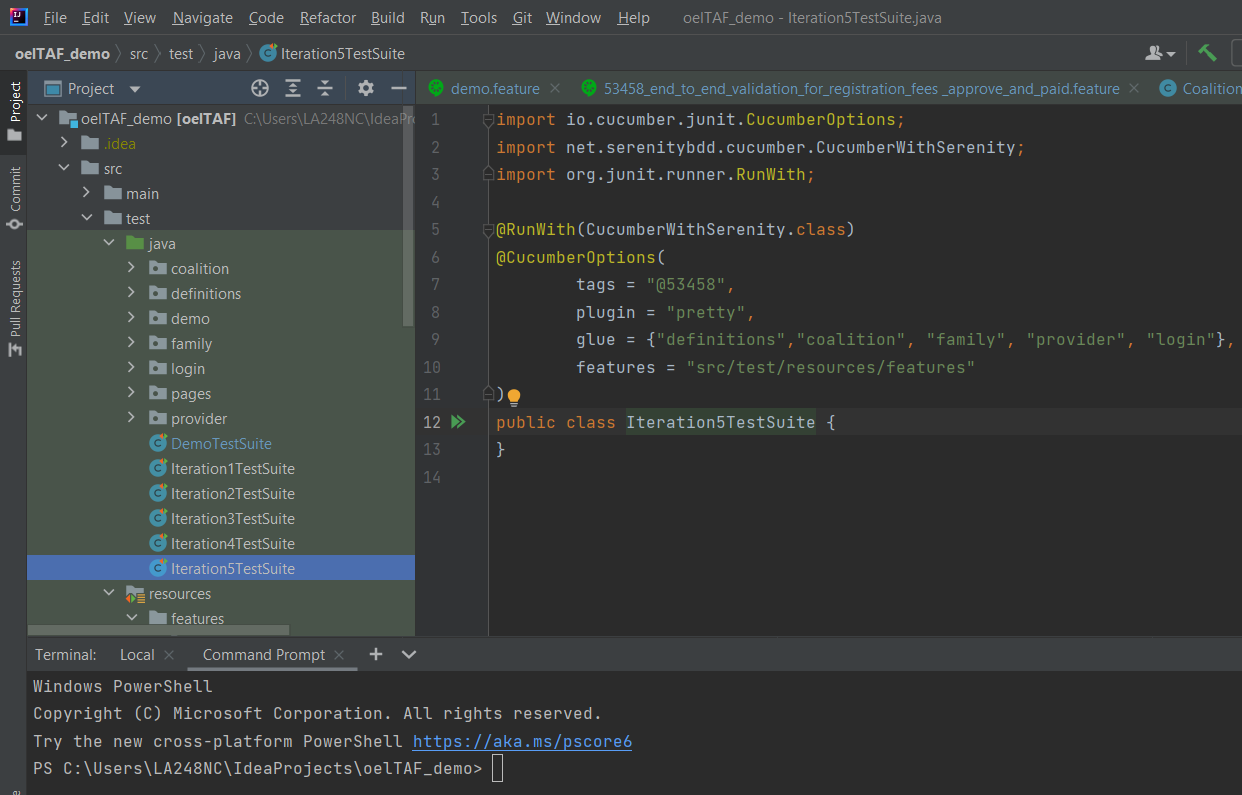 File Edit View Navigate Code Refactor Build Run Tools Git Window Help oelTAF_demo - Iteration5TestSuite.java
oelTAF_demo src test java Iteration5TestSuite
Project
Commit
Pull Requests
Project
oelTAF_demo [oelTAF] C:\Users\LA248NC\IdeaPr
.idea
src
main
test
java
coalition
definitions
demo
family
login
pages
provider
DemoTestSuite
Iteration1TestSuite
Iteration2TestSuite
Iteration3TestSuite
Iteration4TestSuite
Iteration5TestSuite
resources
features
demo.feature 53458_end_to_end_validation_for_registration_fees _approve_and_paid.feature Coalition
1 import io.cucumber.junit.CucumberOptions;
2 import net.serenitybdd.cucumber.CucumberWithSerenity;
3 import org.junit.runner.RunWith;
4
5 @RunWith(CucumberWithSerenity.class)
6 @CucumberOptions(
7 tags = "@53458",
8 plugin = "pretty",
9 glue = {"definitions","coalition", "family", "provider", "login"},
10 features = "src/test/resources/features"
11 )
12 public class Iteration5TestSuite {
13 }
14
Terminal: Local Command Prompt
Windows PowerShell
Copyright (C) Microsoft Corporation. All rights reserved.
Try the new cross-platform PowerShell https://aka.ms/pscore6
PS C:\Users\LA248NC\IdeaProjects\oelTAF_demo>